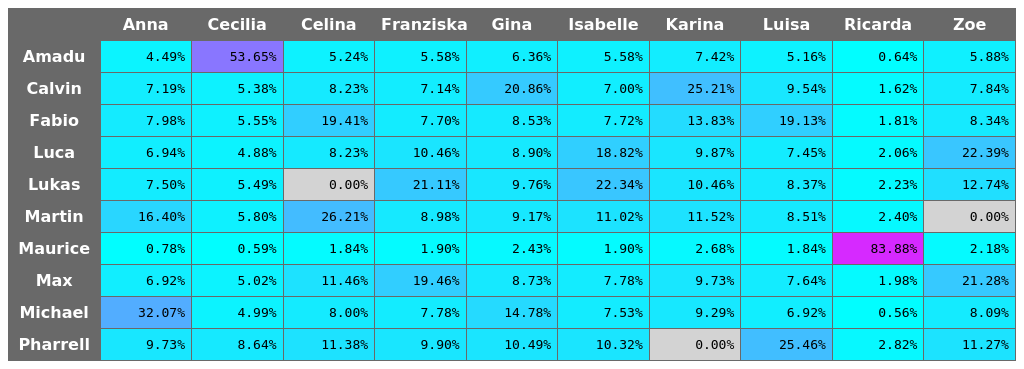 Anna Cecilia Celina Franziska Gina Isabelle Karina Luisa Ricarda Zoe
Amadu 4.49% 53.65% 5.24% 5.58% 6.36% 5.58% 7.42% 5.16% 0.64% 5.88%
Calvin 7.19% 5.38% 8.23% 7.14% 20.86% 7.00% 25.21% 9.54% 1.62% 7.84%
Fabio 7.98% 5.55% 19.41% 7.70% 8.53% 7.72% 13.83% 19.13% 1.81% 8.34%
Luca 6.94% 4.88% 8.23% 10.46% 8.90% 18.82% 9.87% 7.45% 2.06% 22.39%
Lukas 7.50% 5.49% 0.00% 21.11% 9.76% 22.34% 10.46% 8.37% 2.23% 12.74%
Martin 16.40% 5.80% 26.21% 8.98% 9.17% 11.02% 11.52% 8.51% 2.40% 0.00%
Maurice 0.78% 0.59% 1.84% 1.90% 2.43% 1.90% 2.68% 1.84% 83.88% 2.18%
Max 6.92% 5.02% 11.46% 19.46% 8.73% 7.78% 9.73% 7.64% 1.98% 21.28%
Michael 32.07% 4.99% 8.00% 7.78% 14.78% 7.53% 9.29% 6.92% 0.56% 8.09%
Pharrell 9.73% 8.64% 11.38% 9.90% 10.49% 10.32% 0.00% 25.46% 2.82% 11.27%